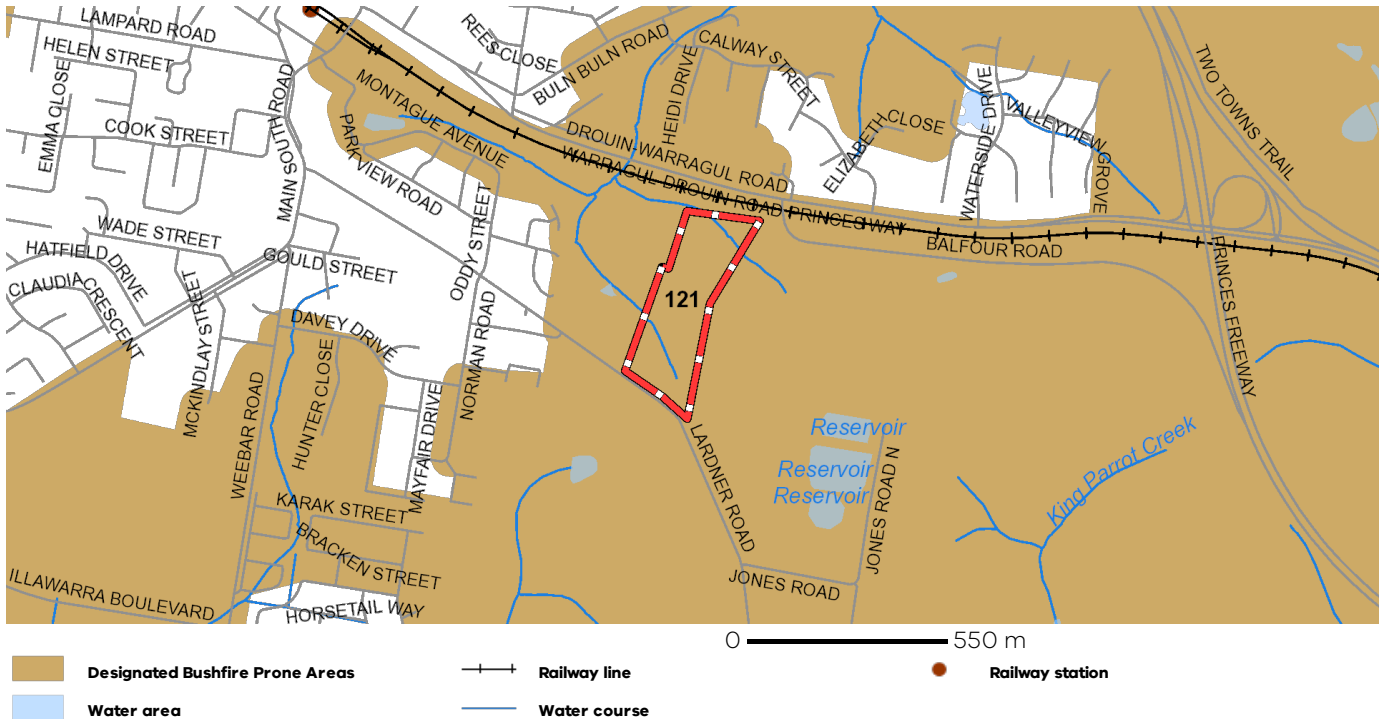 LAMPARD ROAD
HELEN STREET
EMMA CLOSE
COOK STREET
MAIN SOUTH ROAD
WADE STREET
HATFIELD DRIVE
CLAUDIA CRESCENT
MCKINDLAY STREET
GOULD STREET
DAVEY DRIVE
WEEBAR ROAD
HUNTER CLOSE
KARAK STREET
BRACKEN STREET
ILLAWARRA BOULEVARD
HORSETAIL WAY
MAYFAIR DRIVE
NORMAN ROAD
ODDY STREET
PARKVIEW ROAD
MONTAGUE AVENUE
REES CLOSE
BULN BULN ROAD
HEIDI DRIVE
CALWAY STREET
ELIZABETH CLOSE
WATERSIDE DRIVE
VALLEYVIEW GROVE
TWO TOWNS TRAIL
DROUIN-WARRAGUL ROAD
WARRAGUL DROUIN ROAD PRINCES WAY
BALFOUR ROAD
PRINCES FREEWAY
121
LARDNER ROAD
Reservoir
Reservoir
Reservoir
JONES ROAD N
JONES ROAD
King Parrot Creek
0 550 m
Designated Bushfire Prone Areas
Railway line
Railway station
Water area
Water course